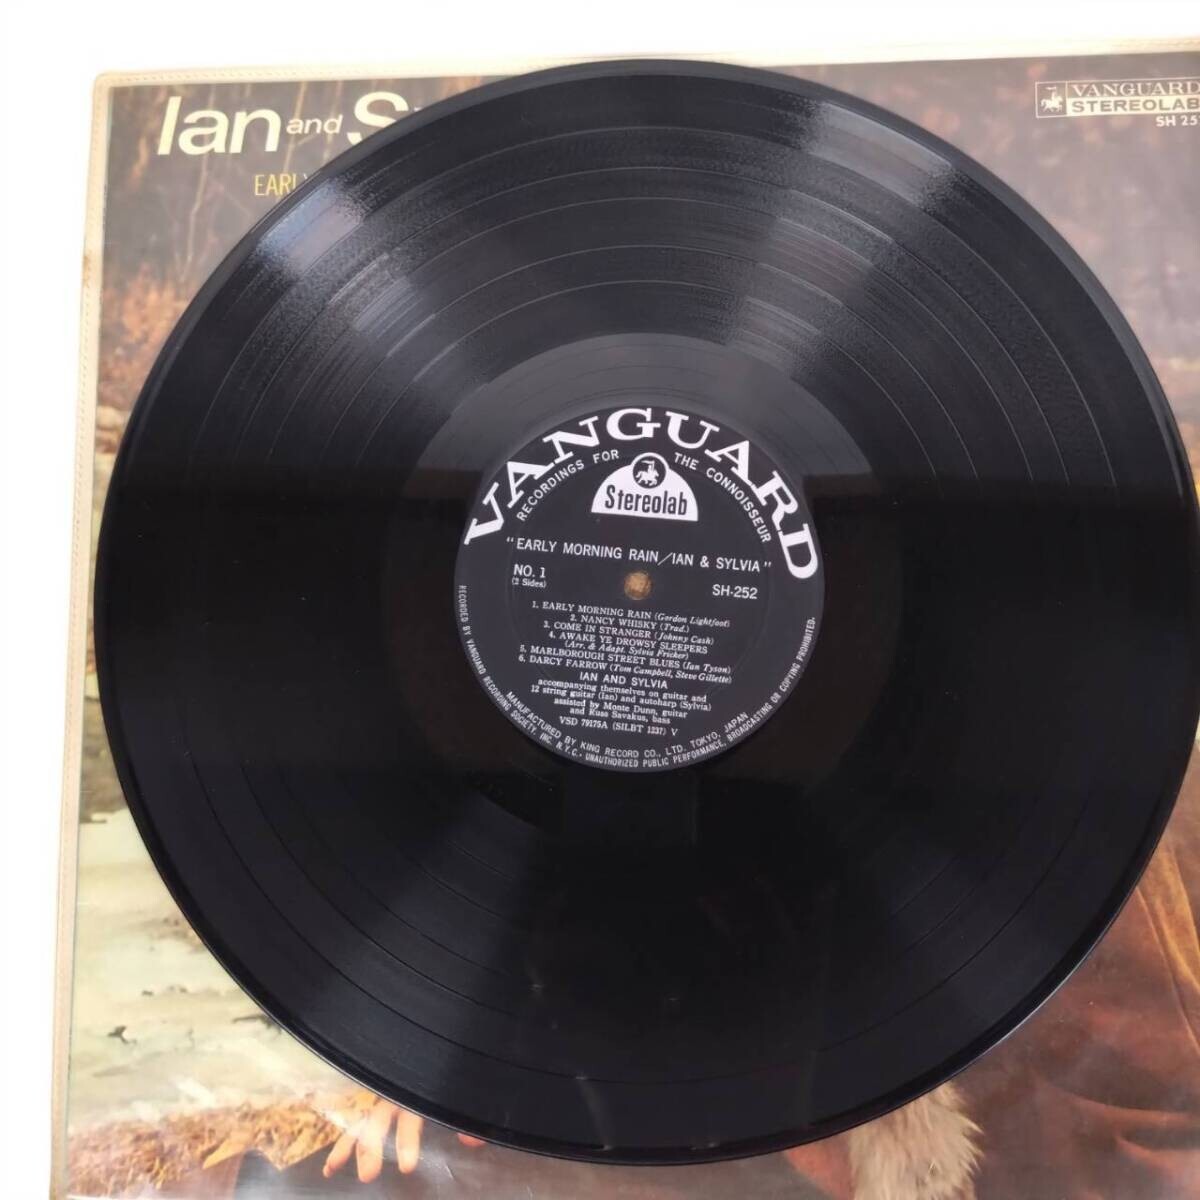 Ian and
VANGUARD
STEREOLAB
SH 25
VANGUARD
RECORDINGS FOR THE CONNOISSEUR
Stereolab
"EARLY MORNING RAIN/IAN & SYLVIA"
NO. 1
(2 Sides)
SH-252
1. EARLY MORNING RAIN (Gordon Lightfoot)
2. NANCY WHISKY (Trad.)
3. COME IN STRANGER (Johnny Cash)
4. AWAKE YE DROWSY SLEEPERS
(Arr. & Adapt. Sylvia Fricker)
5. MARLBOROUGH STREET BLUES (Ian Tyson)
6. DARCY FARROW (Tom Campbell, Steve Gillette)
IAN AND SYLVIA
accompanying themselves on guitar and
12 string guitar (Ian) and autoharp (Sylvia)
assisted by Monte Dunn, guitar
and Russ Savakus, bass
VSD 79175A (SILBT 1237) V
MANUFACTURED BY KING RECORD CO., LTD. TOKYO, JAPAN
RECORDED BY VANGUARD RECORDING SOCIETY, INC. N.Y.C. · UNAUTHORIZED PUBLIC PERFORMANCE, BROADCASTING OR COPYING PROHIBITED.